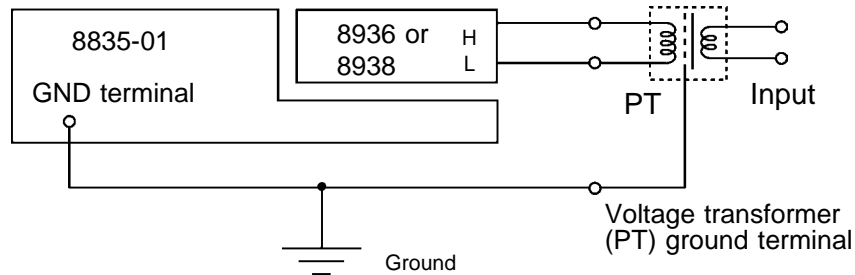 8835-01
GND terminal
8936 or
8938
H
L
PT
Input
Voltage transformer
(PT) ground terminal
Ground